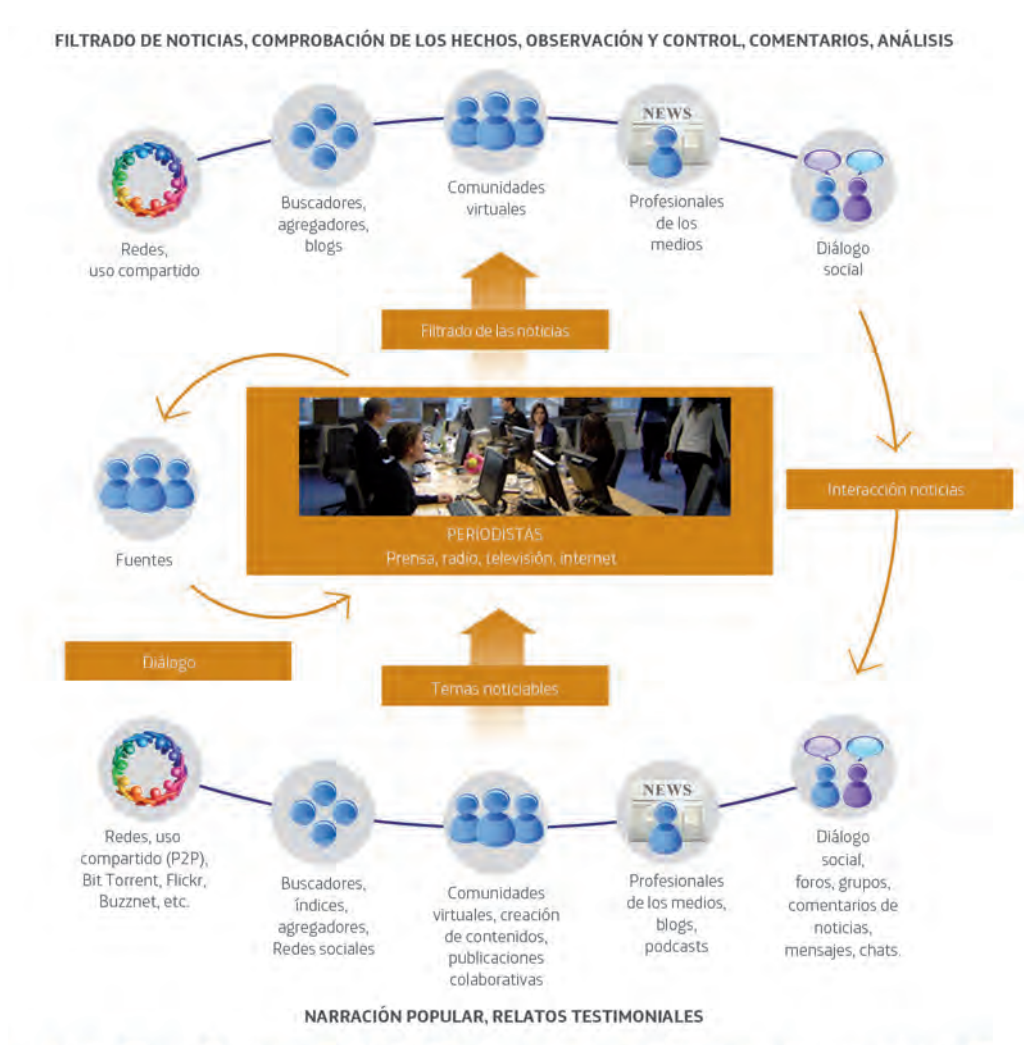 FILTRADO DE NOTICIAS, COMPROBACIÓN DE LOS HECHOS, OBSERVACIÓN Y CONTROL, COMENTARIOS, ANÁLISIS
Redes,
uso compartido
Buscadores,
agregadores,
blogs
Comunidades
virtuales
NEWS
Profesionales
de los
medios
Diálogo
social
Filtrado de las noticias
Fuentes
PERIODISTAS
Prensa, radio, televisión, internet
Interacción noticias
Diálogo
Temas noticiables
Redes, uso
compartido (P2P),
Bit Torrent, Flickr,
Buzznet, etc.
Buscadores,
índices,
agregadores,
Redes sociales
Comunidades
virtuales, creación
de contenidos,
publicaciones
colaborativas
NEWS
Profesionales
de los medios,
blogs,
podcasts
Diálogo
social,
foros, grupos,
comentarios de
noticias,
mensajes, chats.
NARRACIÓN POPULAR, RELATOS TESTIMONIALES